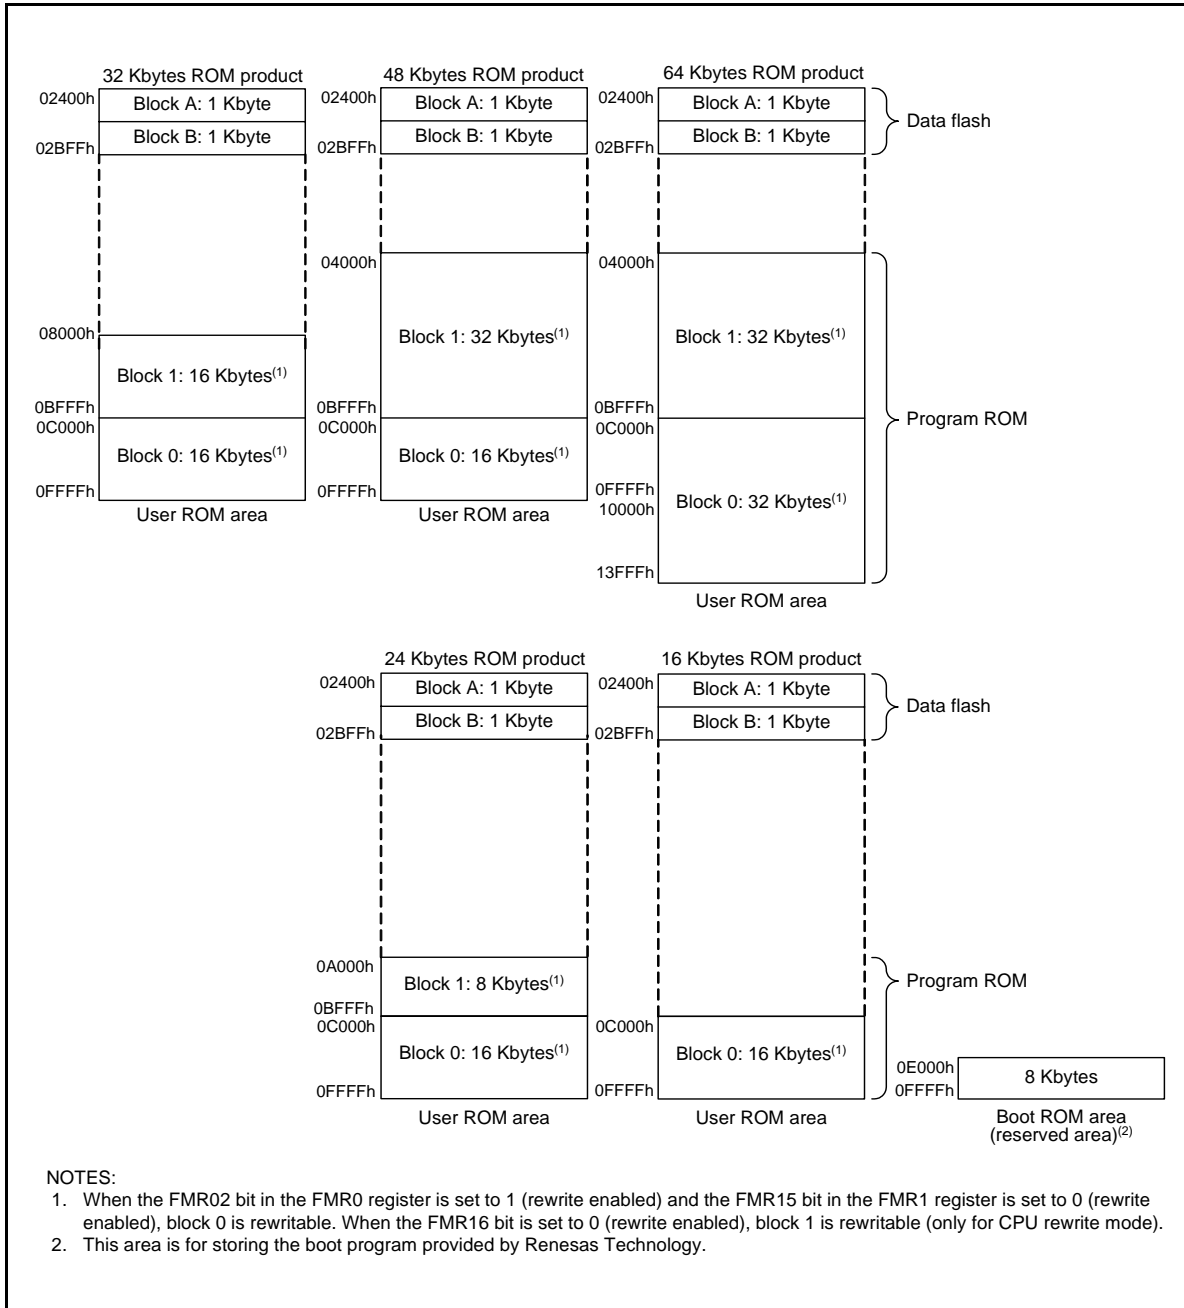 32 Kbytes ROM product
02400h
Block A: 1 Kbyte
Block B: 1 Kbyte
02BFFh
08000h
Block 1: 16 Kbytes(1)
0BFFFh
0C000h
Block 0: 16 Kbytes(1)
0FFFFh
User ROM area
48 Kbytes ROM product
02400h
Block A: 1 Kbyte
Block B: 1 Kbyte
02BFFh
04000h
Block 1: 32 Kbytes(1)
0BFFFh
0C000h
Block 0: 16 Kbytes(1)
0FFFFh
User ROM area
64 Kbytes ROM product
02400h
Block A: 1 Kbyte
Block B: 1 Kbyte
02BFFh
Data flash
04000h
Block 1: 32 Kbytes(1)
0BFFFh
0C000h
Program ROM
0FFFFh
10000h
Block 0: 32 Kbytes(1)
13FFFh
User ROM area
24 Kbytes ROM product
02400h
Block A: 1 Kbyte
Block B: 1 Kbyte
02BFFh
0A000h
Block 1: 8 Kbytes(1)
0BFFFh
0C000h
Block 0: 16 Kbytes(1)
0FFFFh
User ROM area
16 Kbytes ROM product
02400h
Block A: 1 Kbyte
Block B: 1 Kbyte
02BFFh
Data flash
Program ROM
0C000h
Block 0: 16 Kbytes(1)
0FFFFh
User ROM area
0E000h
8 Kbytes
0FFFFh
Boot ROM area
(reserved area)(2)
NOTES:
1. When the FMR02 bit in the FMR0 register is set to 1 (rewrite enabled) and the FMR15 bit in the FMR1 register is set to 0 (rewrite
enabled), block 0 is rewritable. When the FMR16 bit is set to 0 (rewrite enabled), block 1 is rewritable (only for CPU rewrite mode).
2. This area is for storing the boot program provided by Renesas Technology.